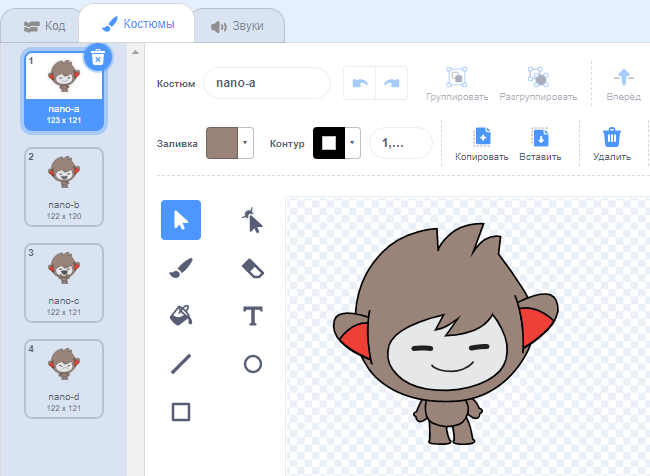 Код
Костюмы
Звуки
1
nano-a
123 x 121
2
nano-b
122 x 120
3
nano-c
122 x 121
4
nano-d
122 x 121
Костюм
nano-a
Группировать
Разгруппировать
Вперёд
Заливка
Контур
1,...
Копировать
Вставить
Удалить
T